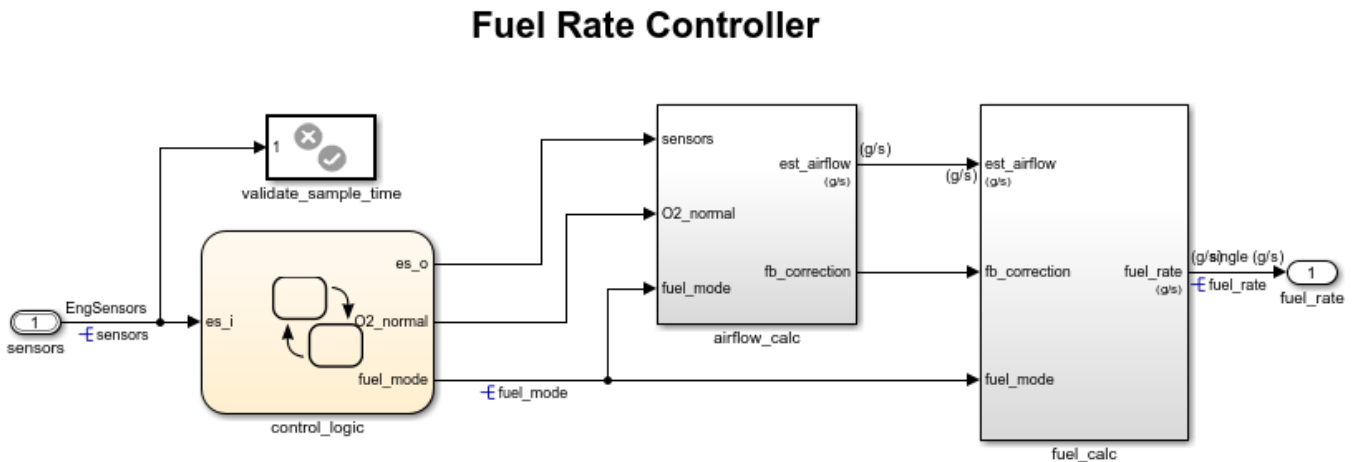 Fuel Rate Controller
1
validate_sample_time
1
sensors
EngSensors
sensors
es_i
es_o
O2_normal
fuel_mode
control_logic
fuel_mode
sensors
O2_normal
fuel_mode
est_airflow
(g/s)
fb_correction
airflow_calc
(g/s)
(g/s)
est_airflow
(g/s)
fb_correction
fuel_mode
fuel_rate
(g/s)
fuel_calc
(g/s)
single (g/s)
fuel_rate
1
fuel_rate